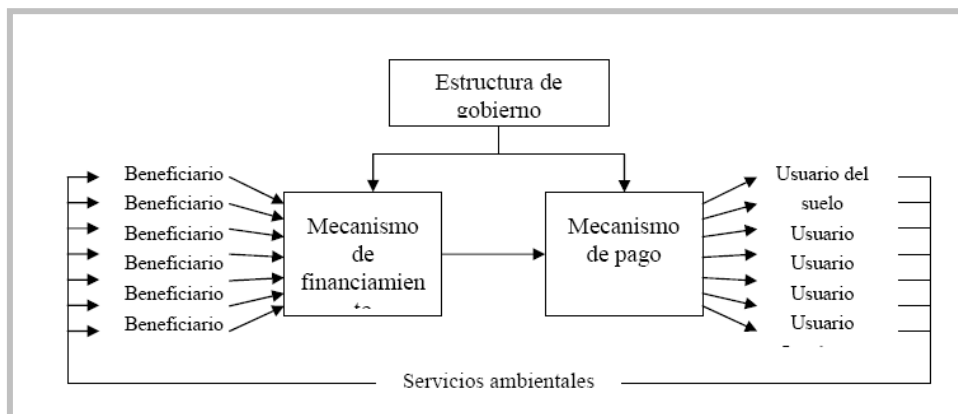 Estructura de
gobierno
Beneficiario
Beneficiario
Beneficiario
Beneficiario
Beneficiario
Beneficiario
Mecanismo
de
financiamien
to
Mecanismo
de pago
Usuario del
suelo
Usuario
Usuario
Usuario
Usuario
Servicios ambientales